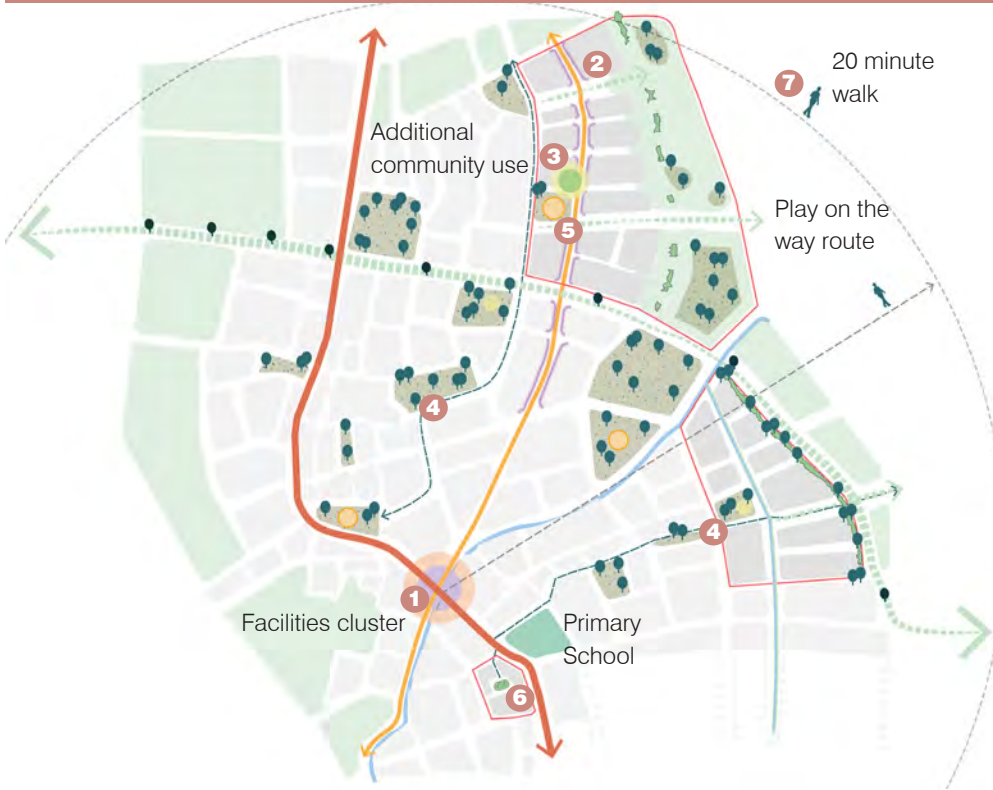 2
7
20 minute
walk
Additional
community use
3
Play on the
way route
5
4
4
1
Facilities cluster
Primary
School
6